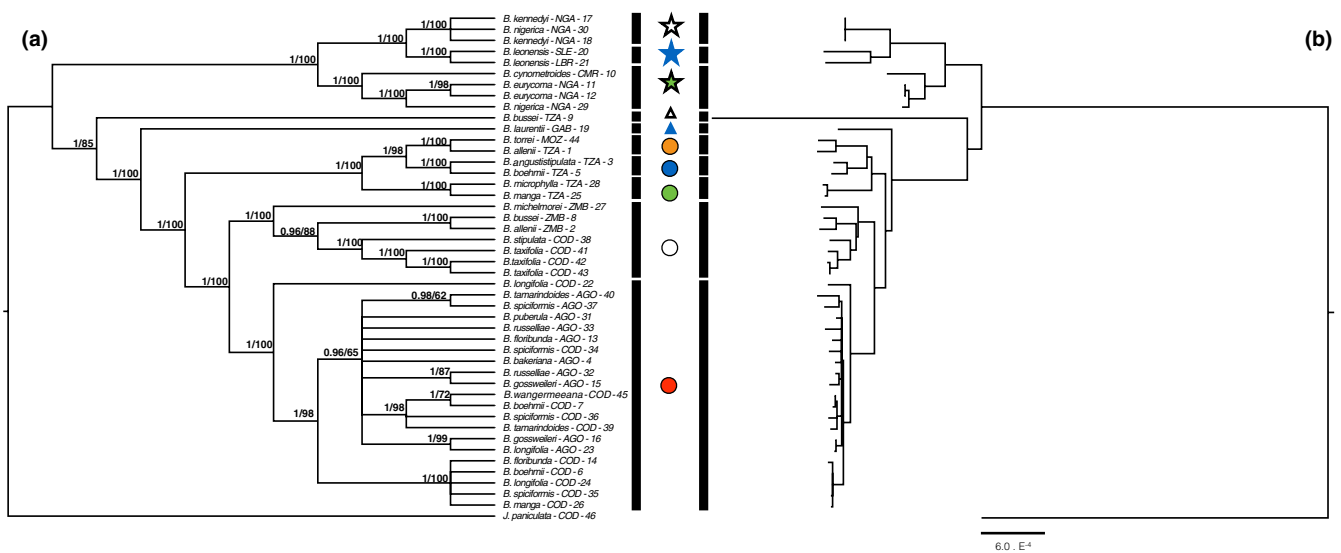 (a)
(b)
B. kennedyi - NGA - 17
B. nigerica - NGA - 30
B. kennedyi - NGA - 18
B. leonensis - SLE - 20
B. leonensis - LBR - 21
B. cynometroides - CMR - 10
B. eurycoma - NGA - 11
B. eurycoma - NGA - 12
B. nigerica - NGA - 29
B. bussei - TZA - 9
B. laurentii - GAB - 19
B. torrei - MOZ - 44
B. allenii - TZA - 1
B. angustistipulata - TZA - 3
B. boehmii - TZA - 5
B. microphylla - TZA - 28
B. manga - TZA - 25
B. michelmorei - ZMB - 27
B. bussei - ZMB - 8
B. allenii - ZMB - 2
B. stipulata - COD - 38
B. taxifolia - COD - 41
B.taxifolia - COD - 42
B. taxifolia - COD - 43
B. longifolia - COD - 22
B. tamarindoides - AGO - 40
B. spiciformis - AGO -37
B. puberula - AGO - 31
B. russelliae - AGO - 33
B. floribunda - AGO - 13
B. spiciformis - COD - 34
B. bakeriana - AGO - 4
B. russelliae - AGO - 32
B. gossweileri - AGO - 15
B. wangermeeana - COD - 45
B. boehmii - COD - 7
B. spiciformis - COD - 36
B. tamarindoides - COD - 39
B. gossweileri - AGO - 16
B. longifolia - AGO - 23
B. floribunda - COD - 14
B. boehmii - COD - 6
B. longifolia - COD -24
B. spiciformis - COD - 35
B. manga - COD - 26
J. paniculata - COD - 46
1/100
1/100
1/100
1/100
1/100
1/98
1/100
1/85
1/100
1/100
1/98
1/100
1/100
1/100
1/100
1/100
1/100
0.96/88
1/100
1/100
1/100
1/100
1/100
0.98/62
0.96/65
1/87
1/72
1/98
1/98
1/99
1/100
6.0 . E-4